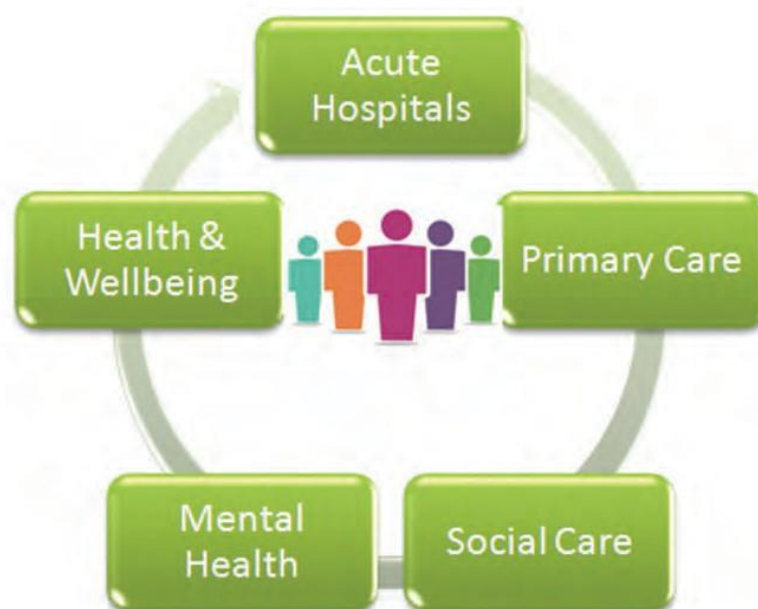 Acute
Hospitals
Health &
Wellbeing
Primary Care
Mental
Health
Social Care